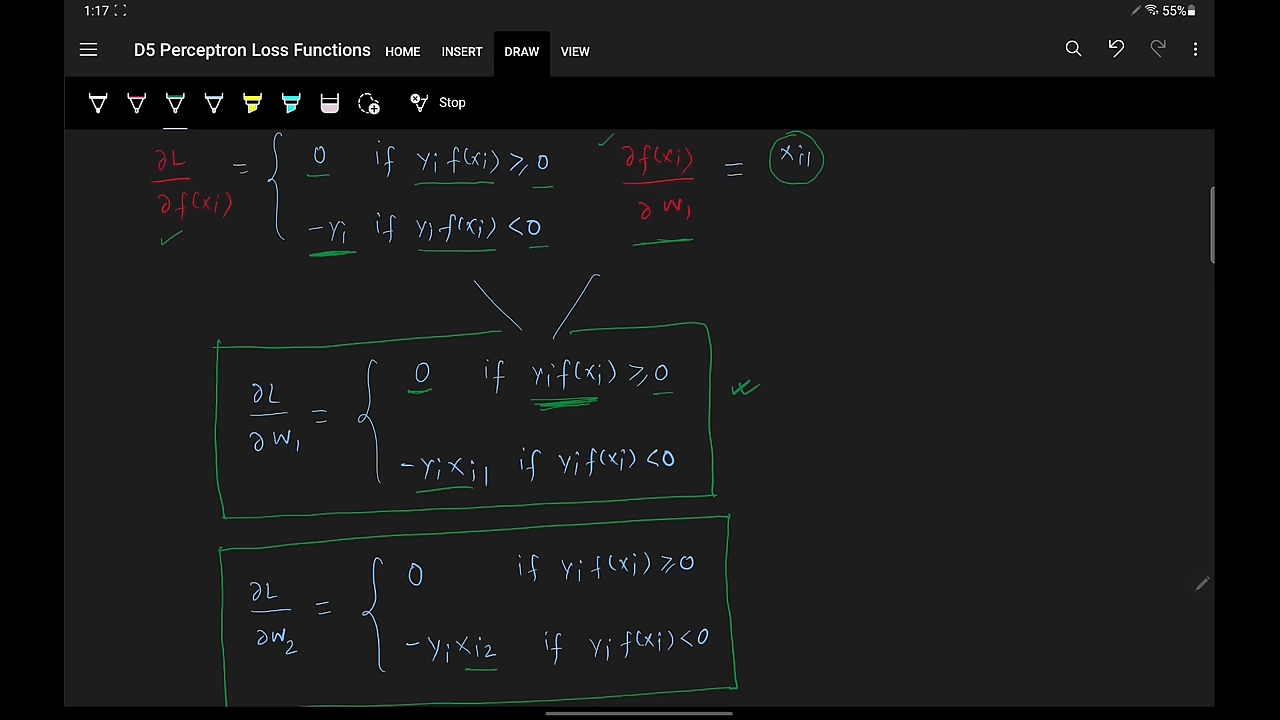 1:17 55%
D5 Perceptron Loss Functions HOME INSERT DRAW VIEW
Stop
∂L/∂f(xᵢ) = { 0 if yᵢ f(xᵢ) ≥ 0
-yᵢ if yᵢ f(xᵢ) < 0
∂f(xᵢ)/∂w₁ = xᵢ₁
∂L/∂w₁ = { 0 if yᵢ f(xᵢ) ≥ 0
-yᵢ xᵢ₁ if yᵢ f(xᵢ) < 0
∂L/∂w₂ = { 0 if yᵢ f(xᵢ) ≥ 0
-yᵢ xᵢ₂ if yᵢ f(xᵢ) < 0